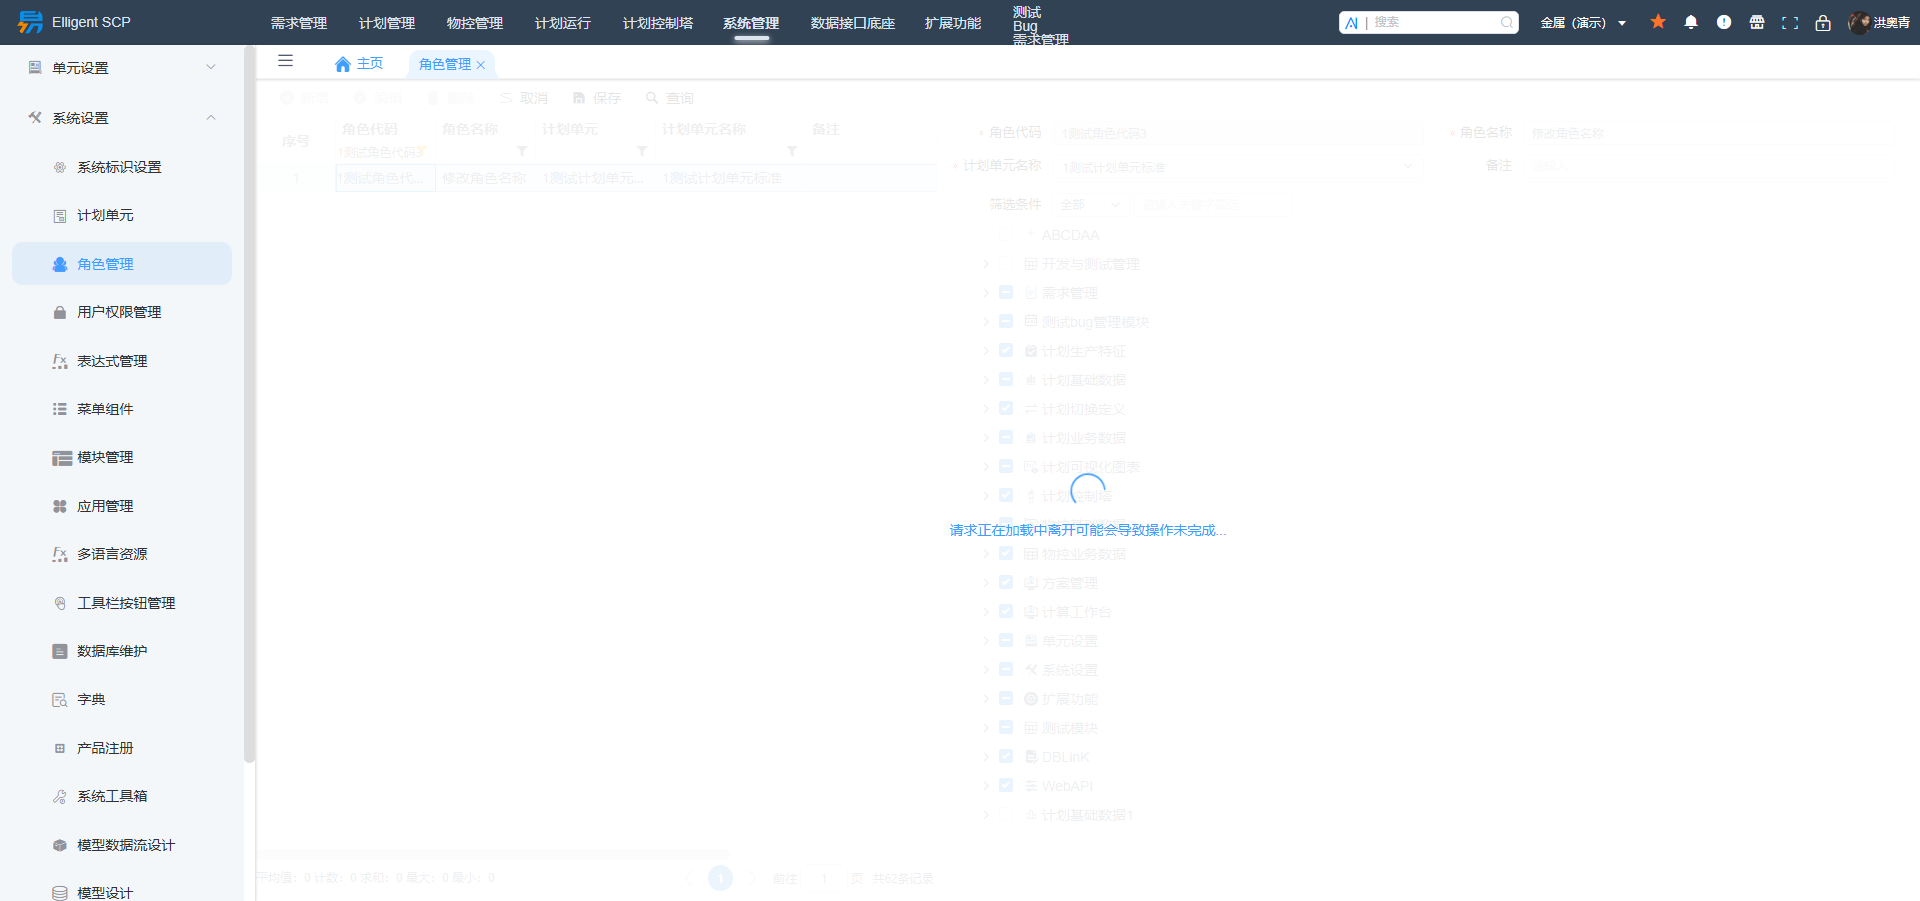 Elligent SCP
需求管理 计划管理 物控管理 计划运行 计划控制塔 系统管理 数据接口底座 扩展功能 测试
Bug
需求管理
AI | 搜索
金属（演示）
洪奥青
单元设置
系统设置
系统标识设置
计划单元
角色管理
用户权限管理
表达式管理
菜单组件
模块管理
应用管理
多语言资源
工具栏按钮管理
数据库维护
字典
产品注册
系统工具箱
模型数据流设计
模型设计
主页 角色管理
取消 保存 查询
序号 角色代码 角色名称 计划单元 计划单元名称 备注
1测试角色代码3
1 1测试角色代... 修改角色名称 1测试计划单元... 1测试计划单元标准
* 角色代码 1测试角色代码3 * 角色名称 修改角色名称
* 计划单元名称 1测试计划单元标准 备注 请输入
筛选条件 全部
ABCDAA
开发与测试管理
需求管理
测试bug管理模块
计划生产特征
计划基础数据
计划切换定义
计划业务数据
计划可视化图表
计划控制塔
请求正在加载中离开可能会导致操作未完成...
物控业务数据
方案管理
计算工作台
单元设置
系统设置
扩展功能
测试模块
DBLinK
WebAPI
计划基础数据1
平均值: 0 计数: 0 求和: 0 最大: 0 最小: 0
1 前往 1 页 共62条记录